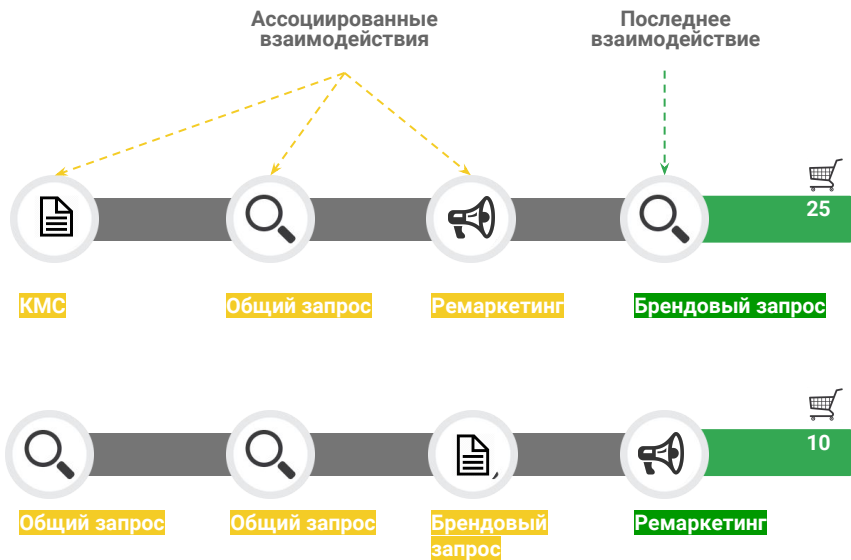 Ассоциированные
взаимодействия
Последнее
взаимодействие
25
КМС
Общий запрос
Ремаркетинг
Брендовый запрос
10
,
Общий запрос
Общий запрос
Брендовый
запрос
Ремаркетинг